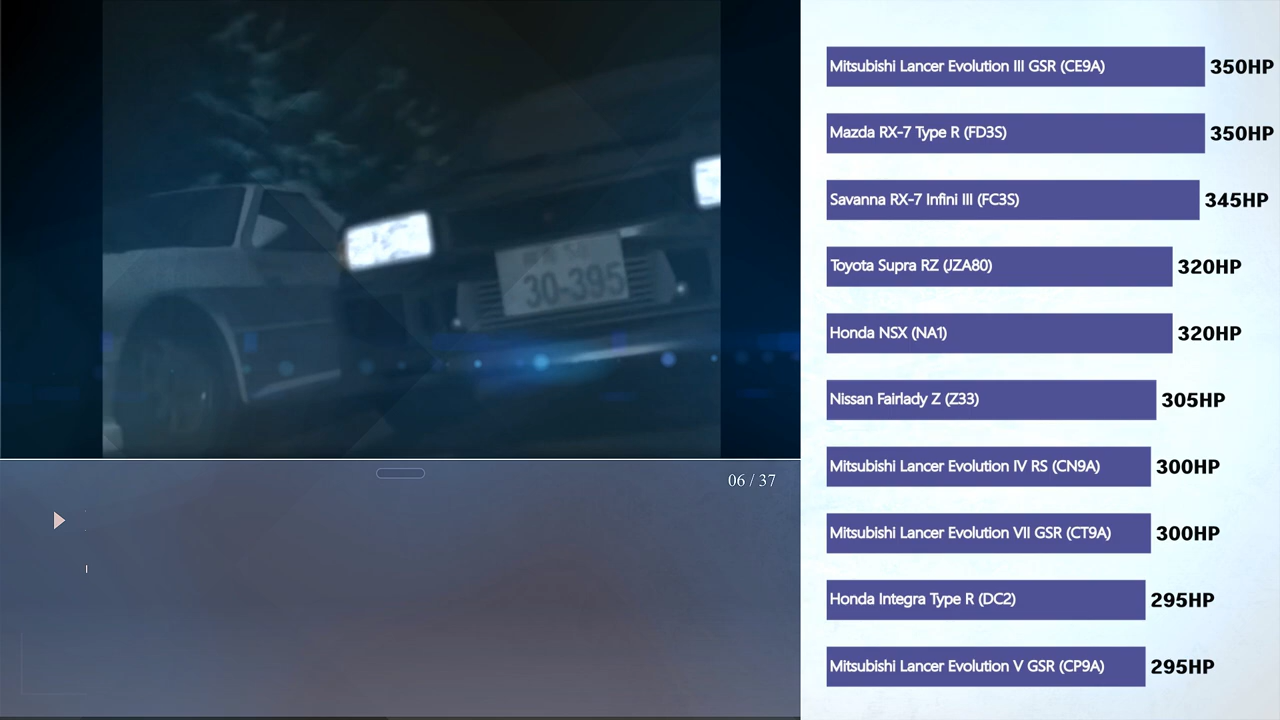 30-395
06 / 37
Mitsubishi Lancer Evolution III GSR (CE9A) 350HP
Mazda RX-7 Type R (FD3S) 350HP
Savanna RX-7 Infini III (FC3S) 345HP
Toyota Supra RZ (JZA80) 320HP
Honda NSX (NA1) 320HP
Nissan Fairlady Z (Z33) 305HP
Mitsubishi Lancer Evolution IV RS (CN9A) 300HP
Mitsubishi Lancer Evolution VII GSR (CT9A) 300HP
Honda Integra Type R (DC2) 295HP
Mitsubishi Lancer Evolution V GSR (CP9A) 295HP